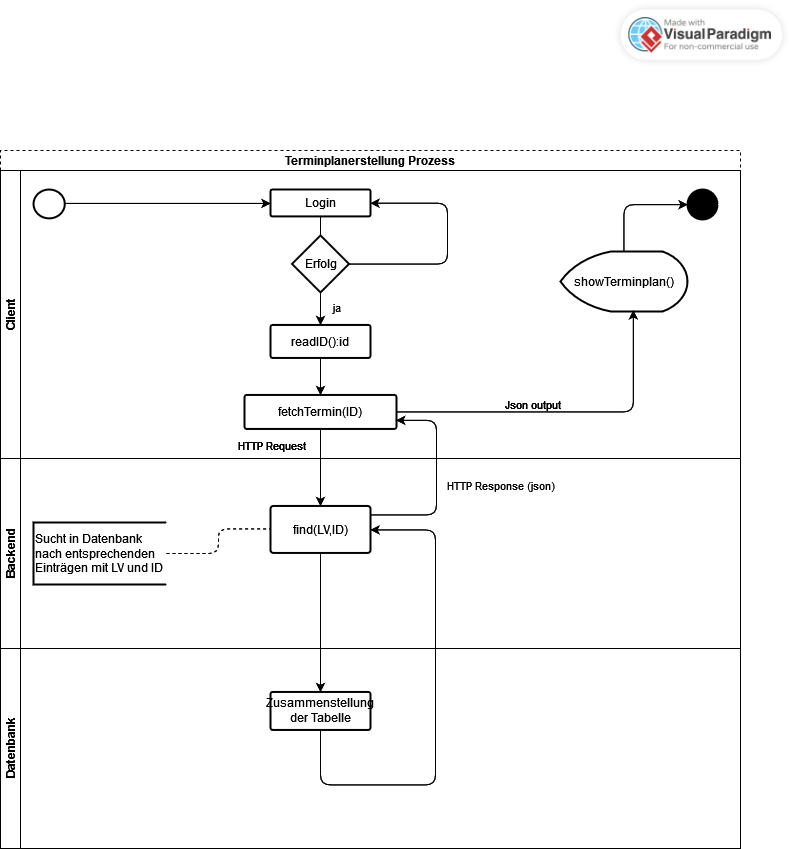 Made with
VisualParadigm
For non-commercial use
Terminplanerstellung Prozess
Client
Login
Erfolg
showTerminplan()
ja
readID():id
fetchTermin(ID)
Json output
HTTP Request
Backend
HTTP Response (json)
find(LV,ID)
Sucht in Datenbank
nach entsprechenden
Einträgen mit LV und ID
Datenbank
Zusammenstellung
der Tabelle